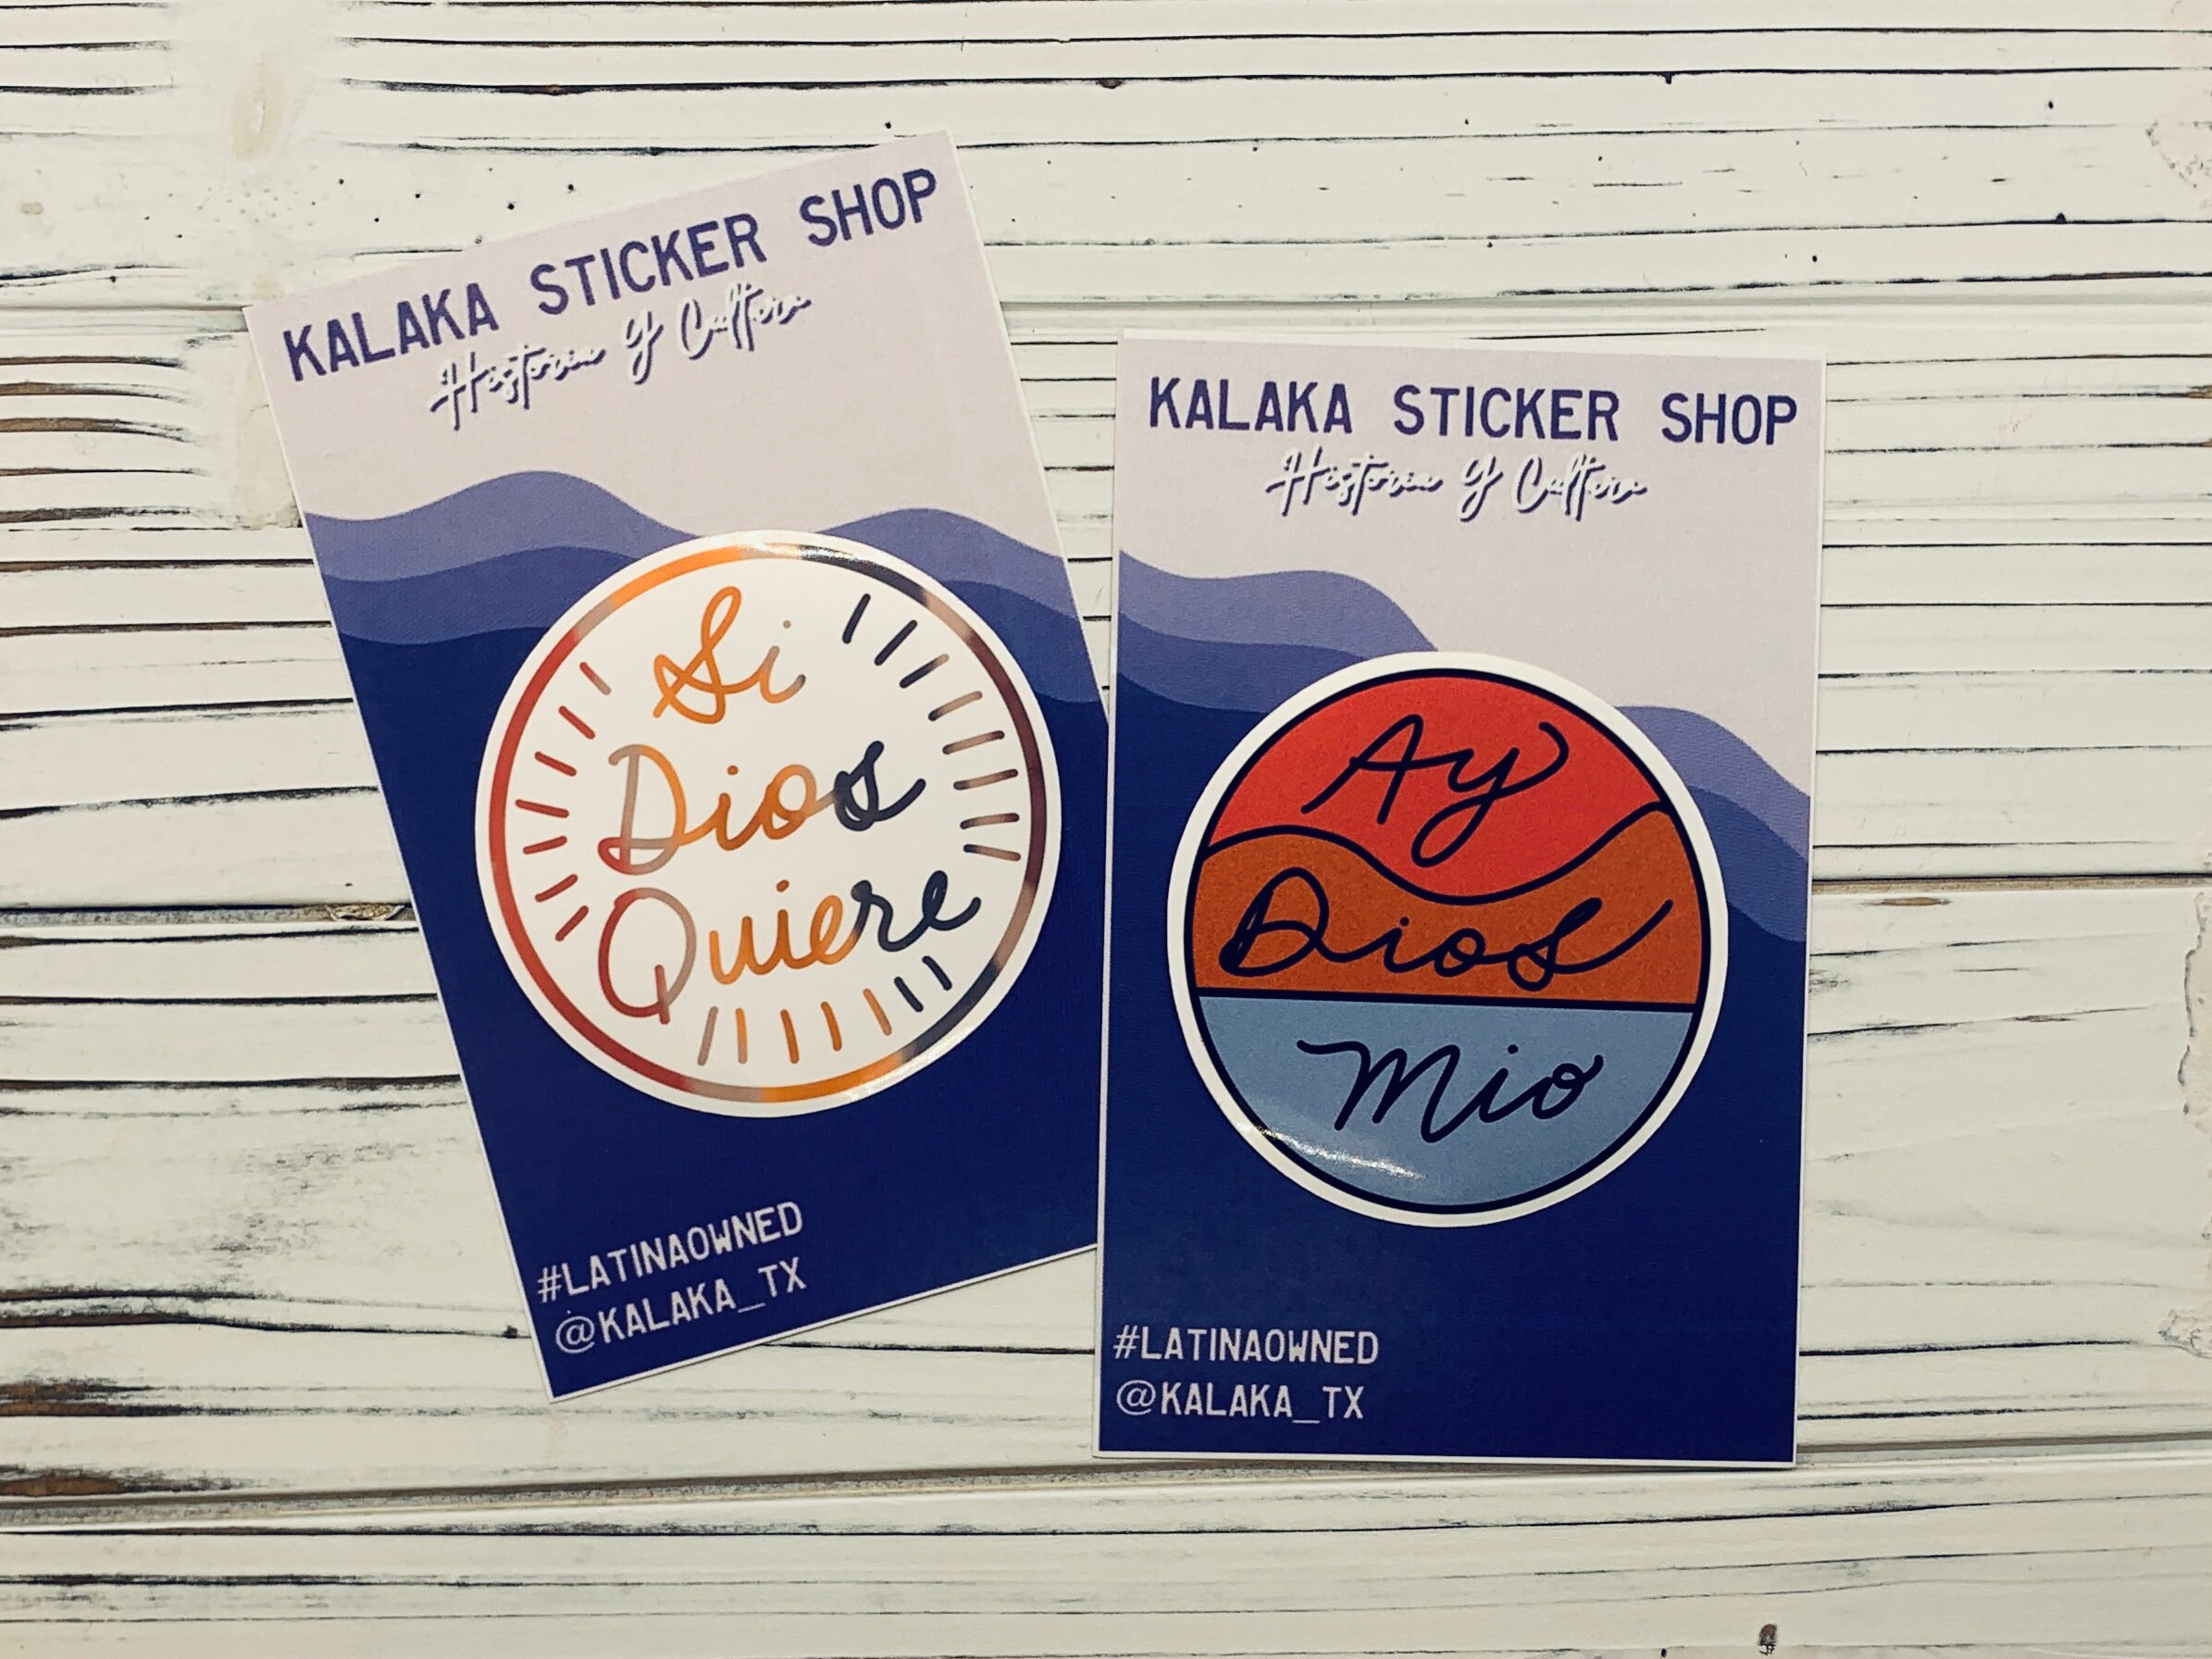 KALAKA STICKER SHOP
Historia Y Cultura
Si
Dios
Quiere
#LATINAOWNED
@KALAKA_TX
KALAKA STICKER SHOP
Historia Y Cultura
Ay
Dios
Mio
#LATINAOWNED
@KALAKA_TX